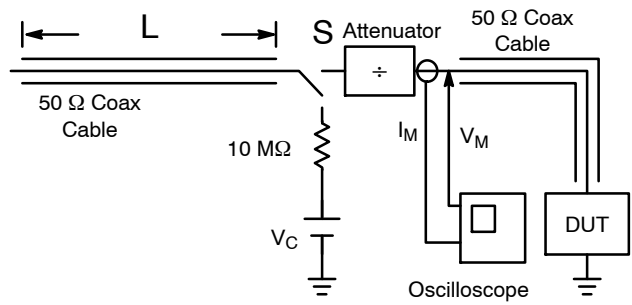 L
S
Attenuator
÷
50 Ω Coax
Cable
50 Ω Coax
Cable
10 MΩ
I_M
V_M
V_C
DUT
Oscilloscope